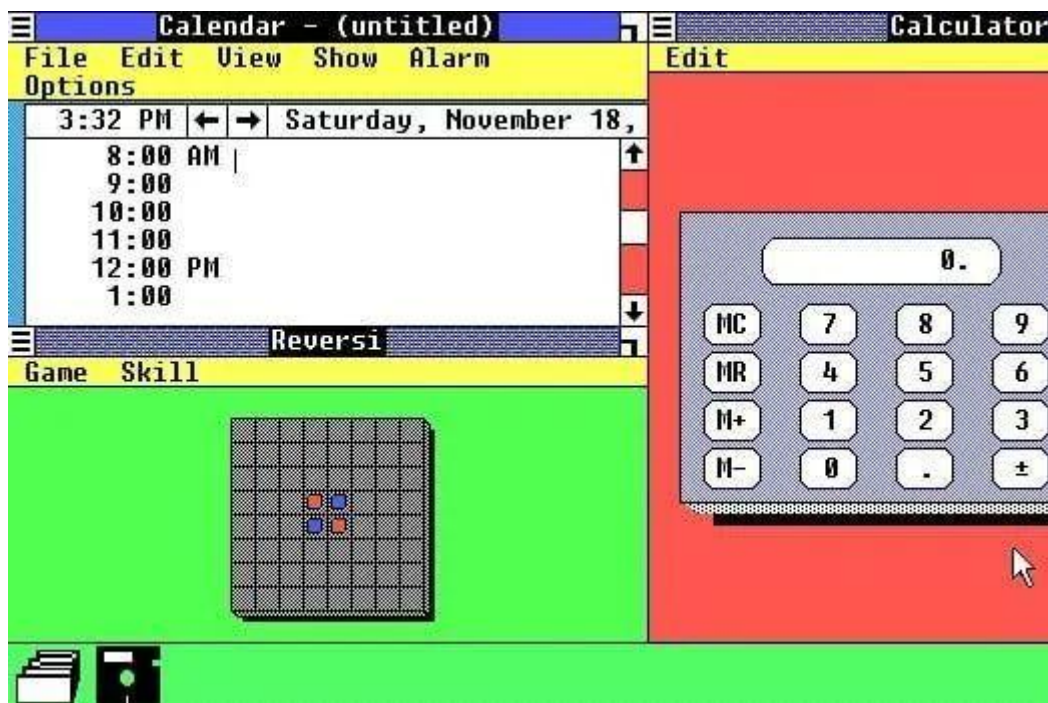 Calendar - (untitled)
File Edit View Show Alarm
Options
3:32 PM ← → Saturday, November 18,
8:00 AM
9:00
10:00
11:00
12:00 PM
1:00
Reversi
Game Skill
Calculator
Edit
0.
MC 7 8 9
MR 4 5 6
M+ 1 2 3
M- 0 . ±